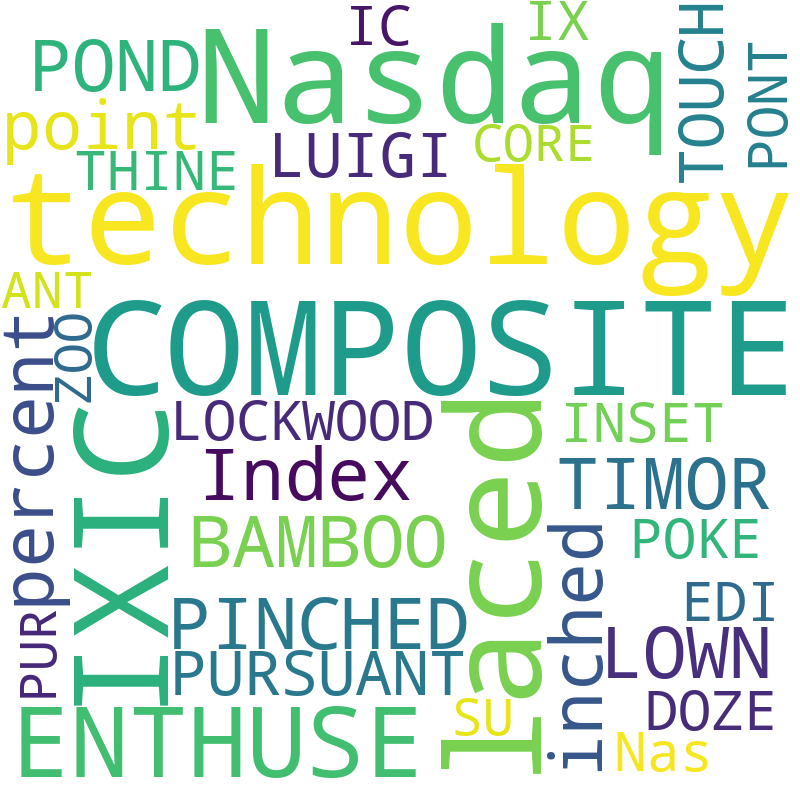 IC
IX
Nasdaq
TOUCH
POND
PONT
point
LUIGI
CORE
THINE
technology
ANT
COMPOSITE
ZOO
percent
LOCKWOOD
laced
INSET
IXIC
Index
TIMOR
BAMBOO
POKE
inched
PINCHED
EDI
PUR
LOWN
PURSUANT
DOZE
SU
ENTHUSE
Nas